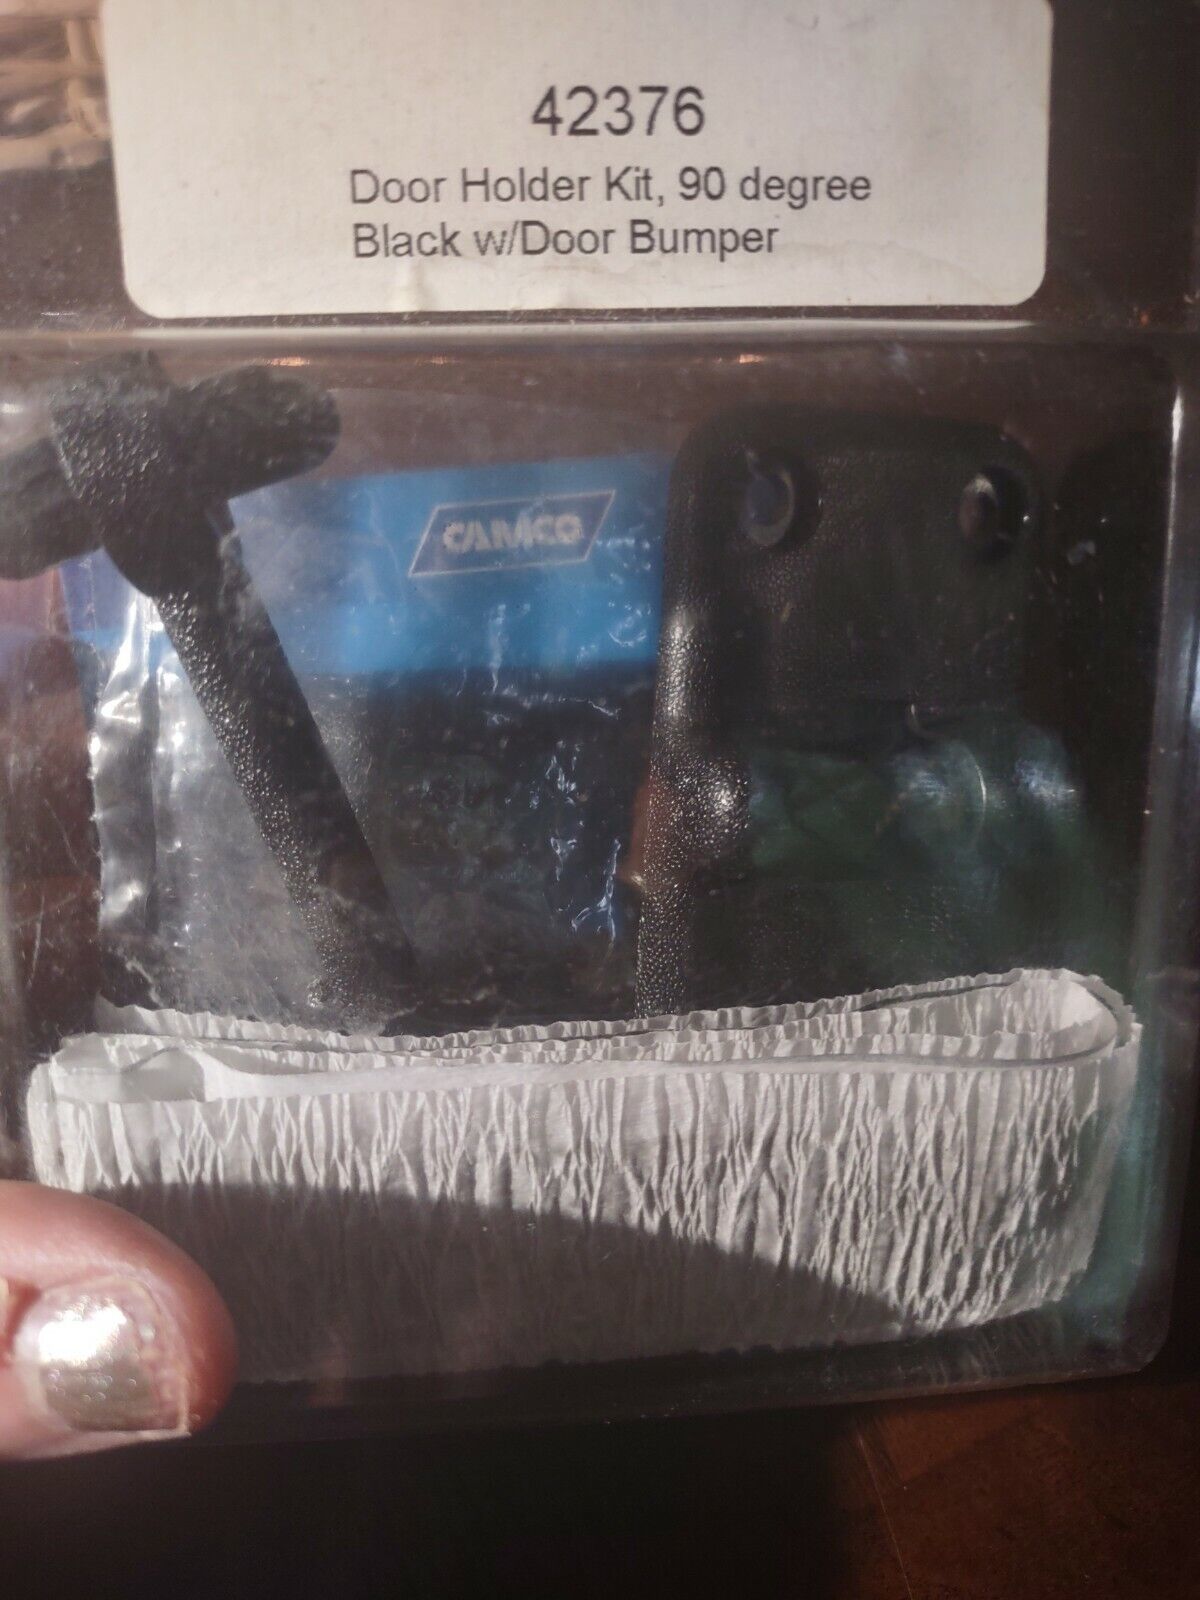 42376
Door Holder Kit, 90 degree
Black w/Door Bumper
CAMCO